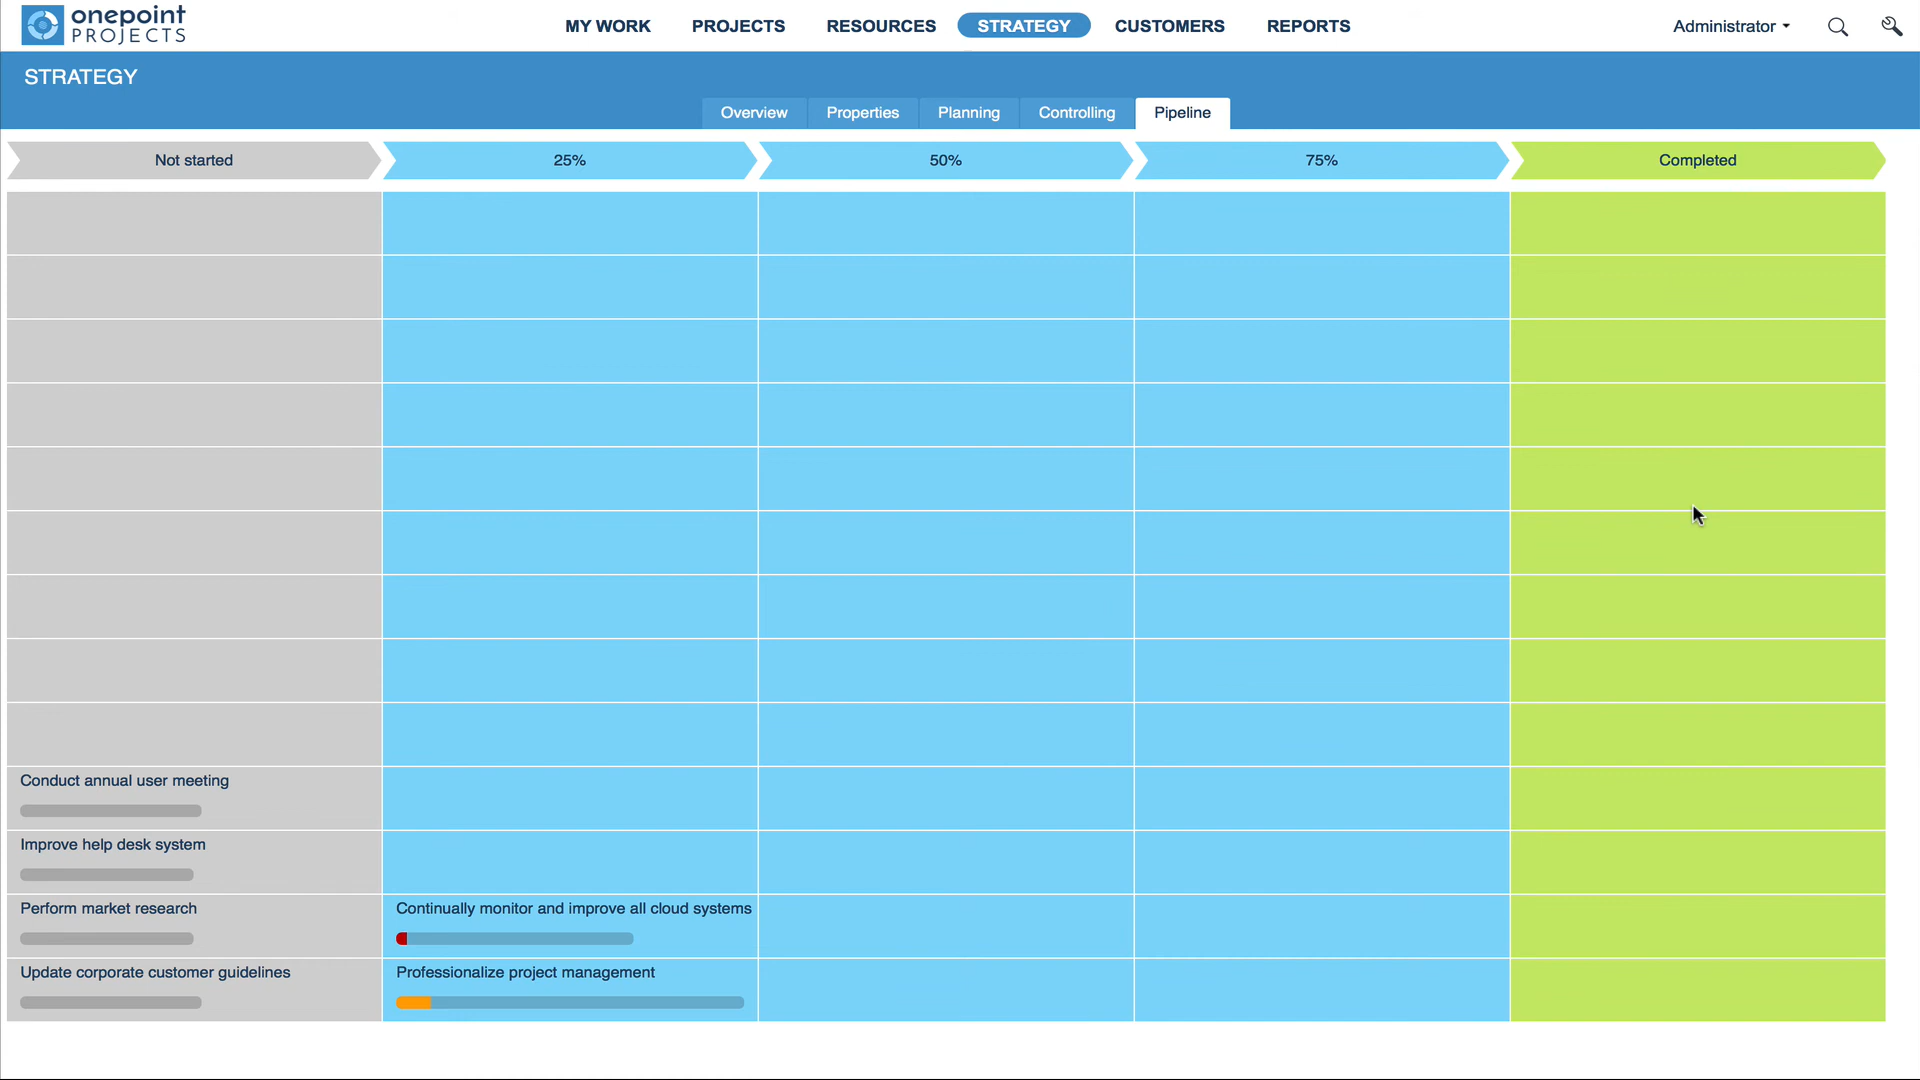 onepoint
PROJECTS
MY WORK PROJECTS RESOURCES STRATEGY CUSTOMERS REPORTS
Administrator
STRATEGY
Overview Properties Planning Controlling Pipeline
Not started 25% 50% 75% Completed
Conduct annual user meeting
Improve help desk system
Perform market research Continually monitor and improve all cloud systems
Update corporate customer guidelines Professionalize project management